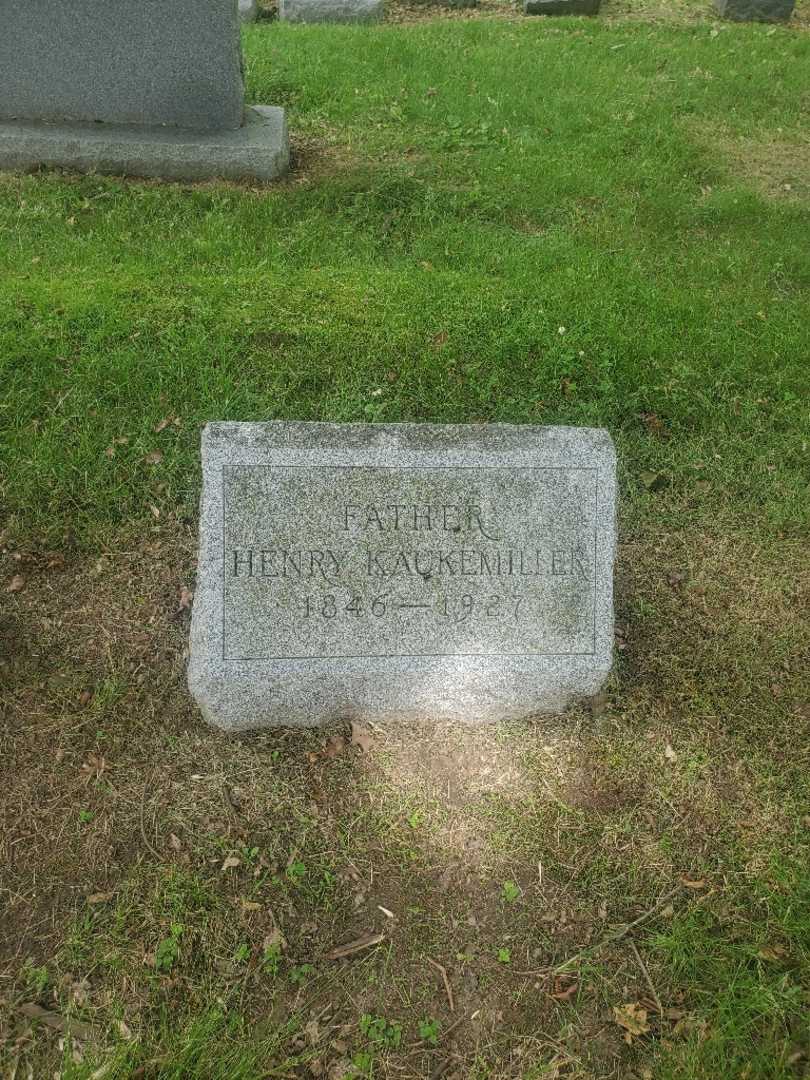 FATHER
HENRY KAUKEMILLER
1846 — 1927